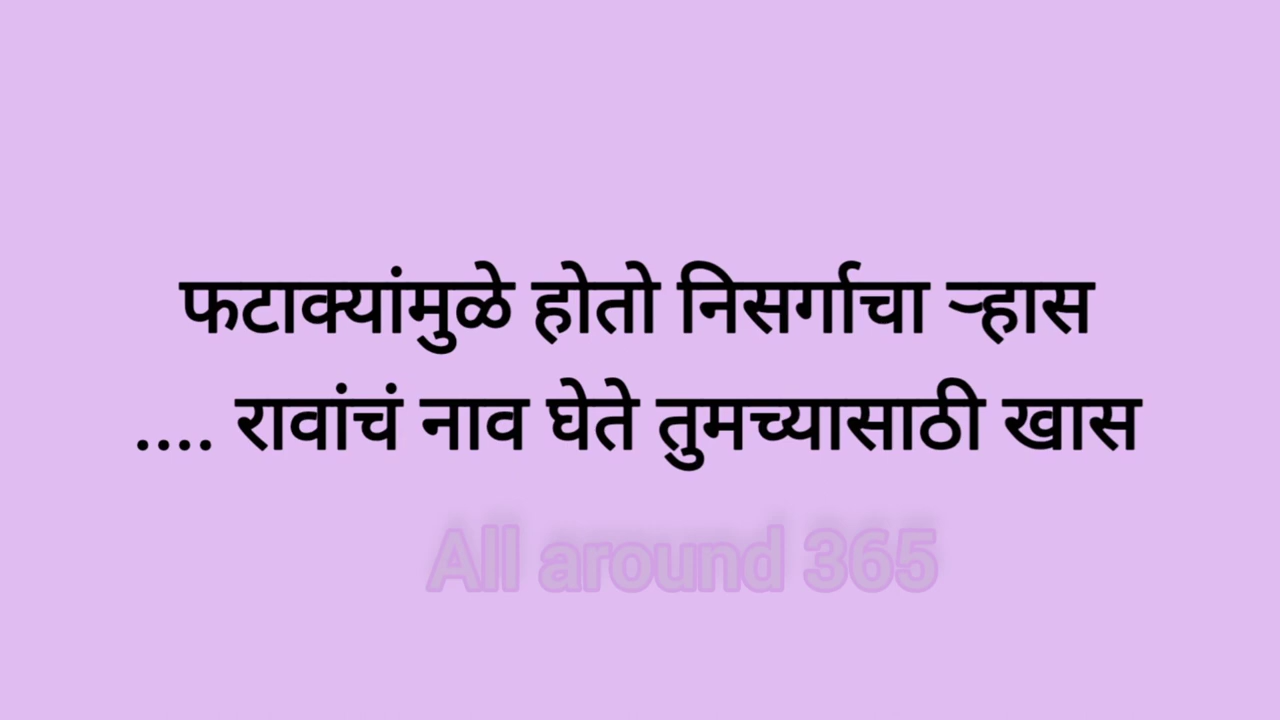 फटाक्यांमुळे होतो निसर्गाचा ऱ्हास
.... रावांचं नाव घेते तुमच्यासाठी खास
All around 365